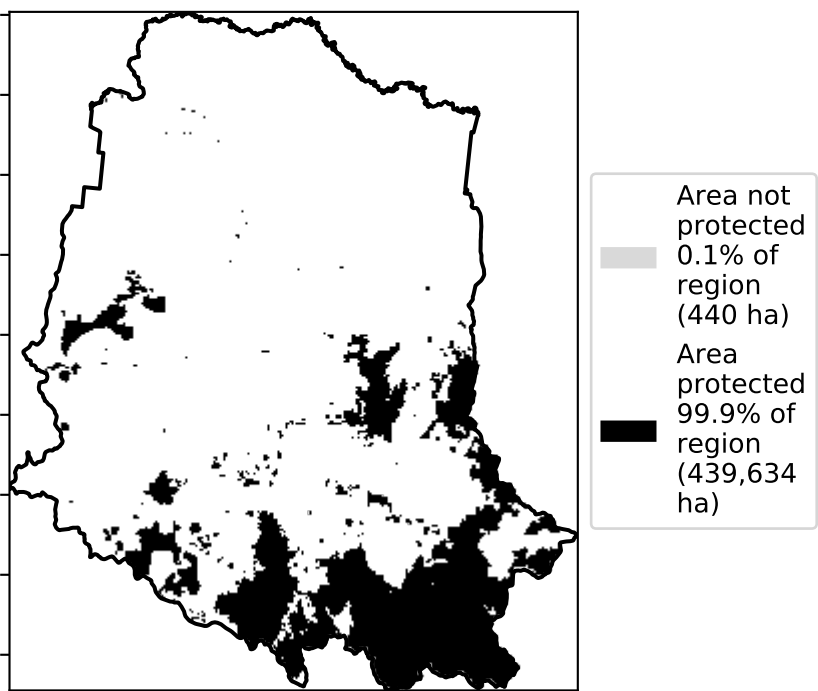 Area not
protected
0.1% of
region
(440 ha)
Area
protected
99.9% of
region
(439,634
ha)